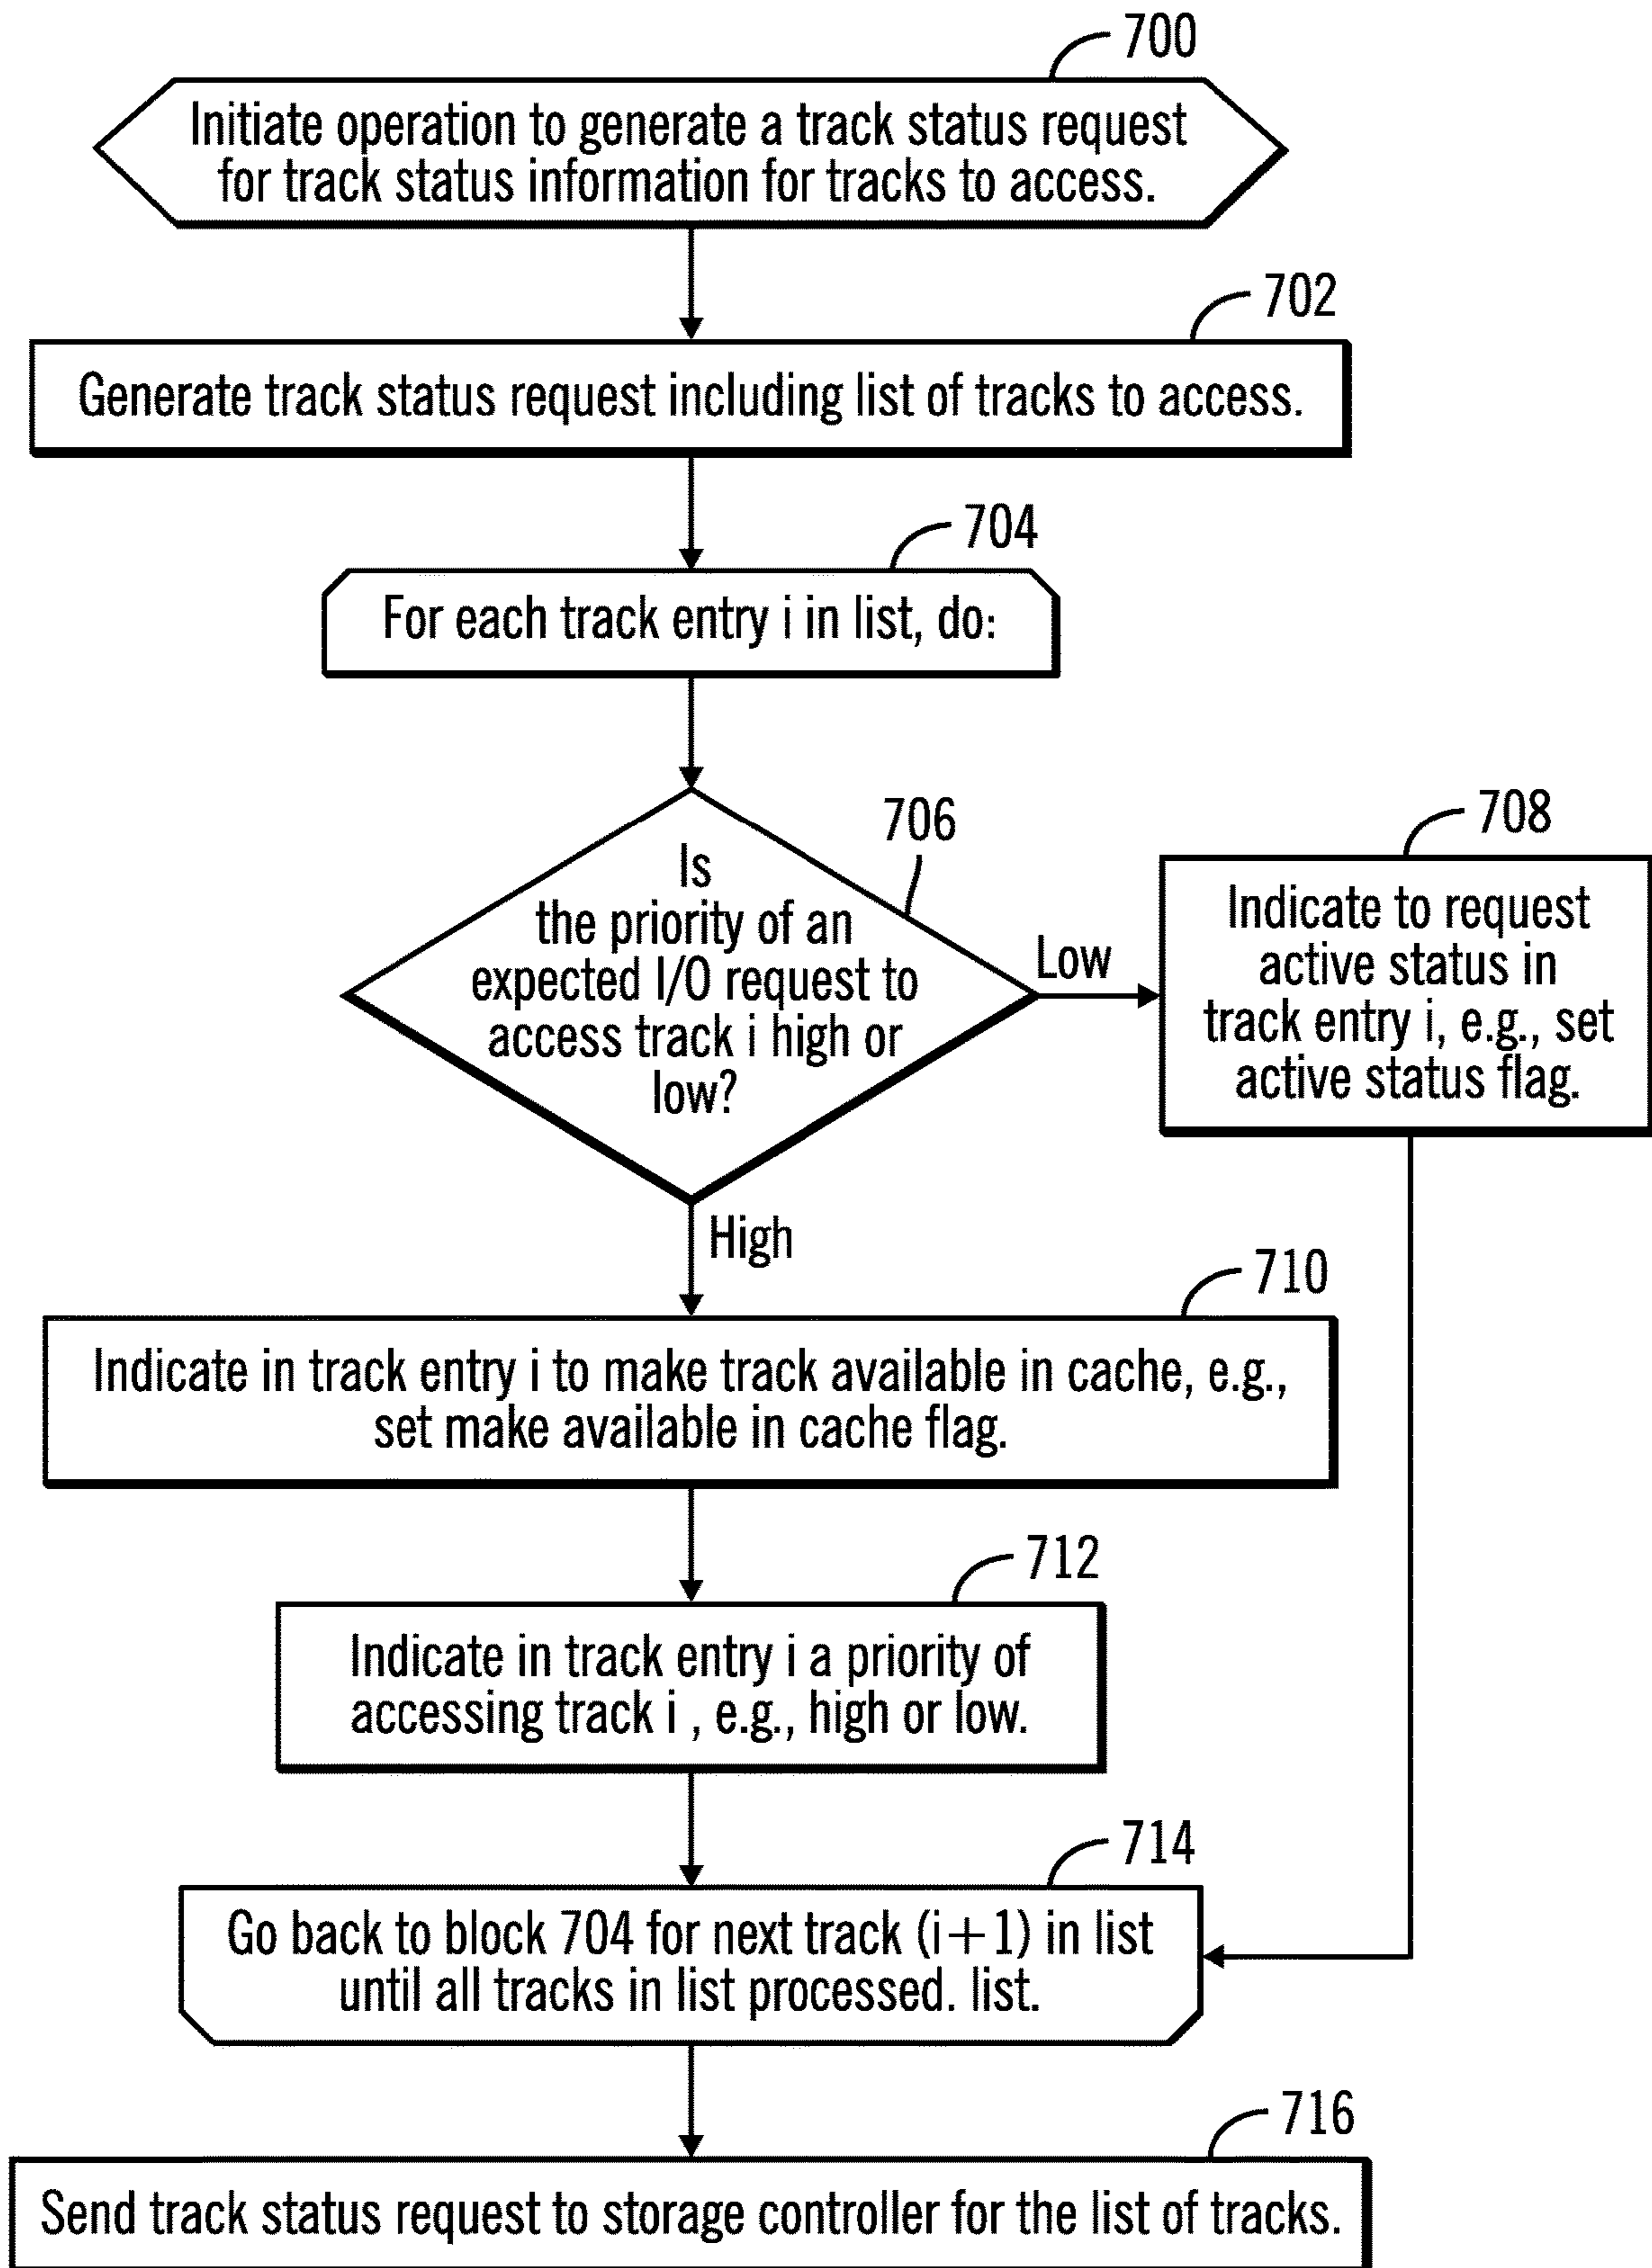 700
Initiate operation to generate a track status request
for track status information for tracks to access.
702
Generate track status request including list of tracks to access.
704
For each track entry i in list, do:
706
Is
the priority of an
expected I/O request to
access track i high or
low?
Low
708
Indicate to request
active status in
track entry i, e.g., set
active status flag.
High
710
Indicate in track entry i to make track available in cache, e.g.,
set make available in cache flag.
712
Indicate in track entry i a priority of
accessing track i , e.g., high or low.
714
Go back to block 704 for next track (i+1) in list
until all tracks in list processed. list.
716
Send track status request to storage controller for the list of tracks.